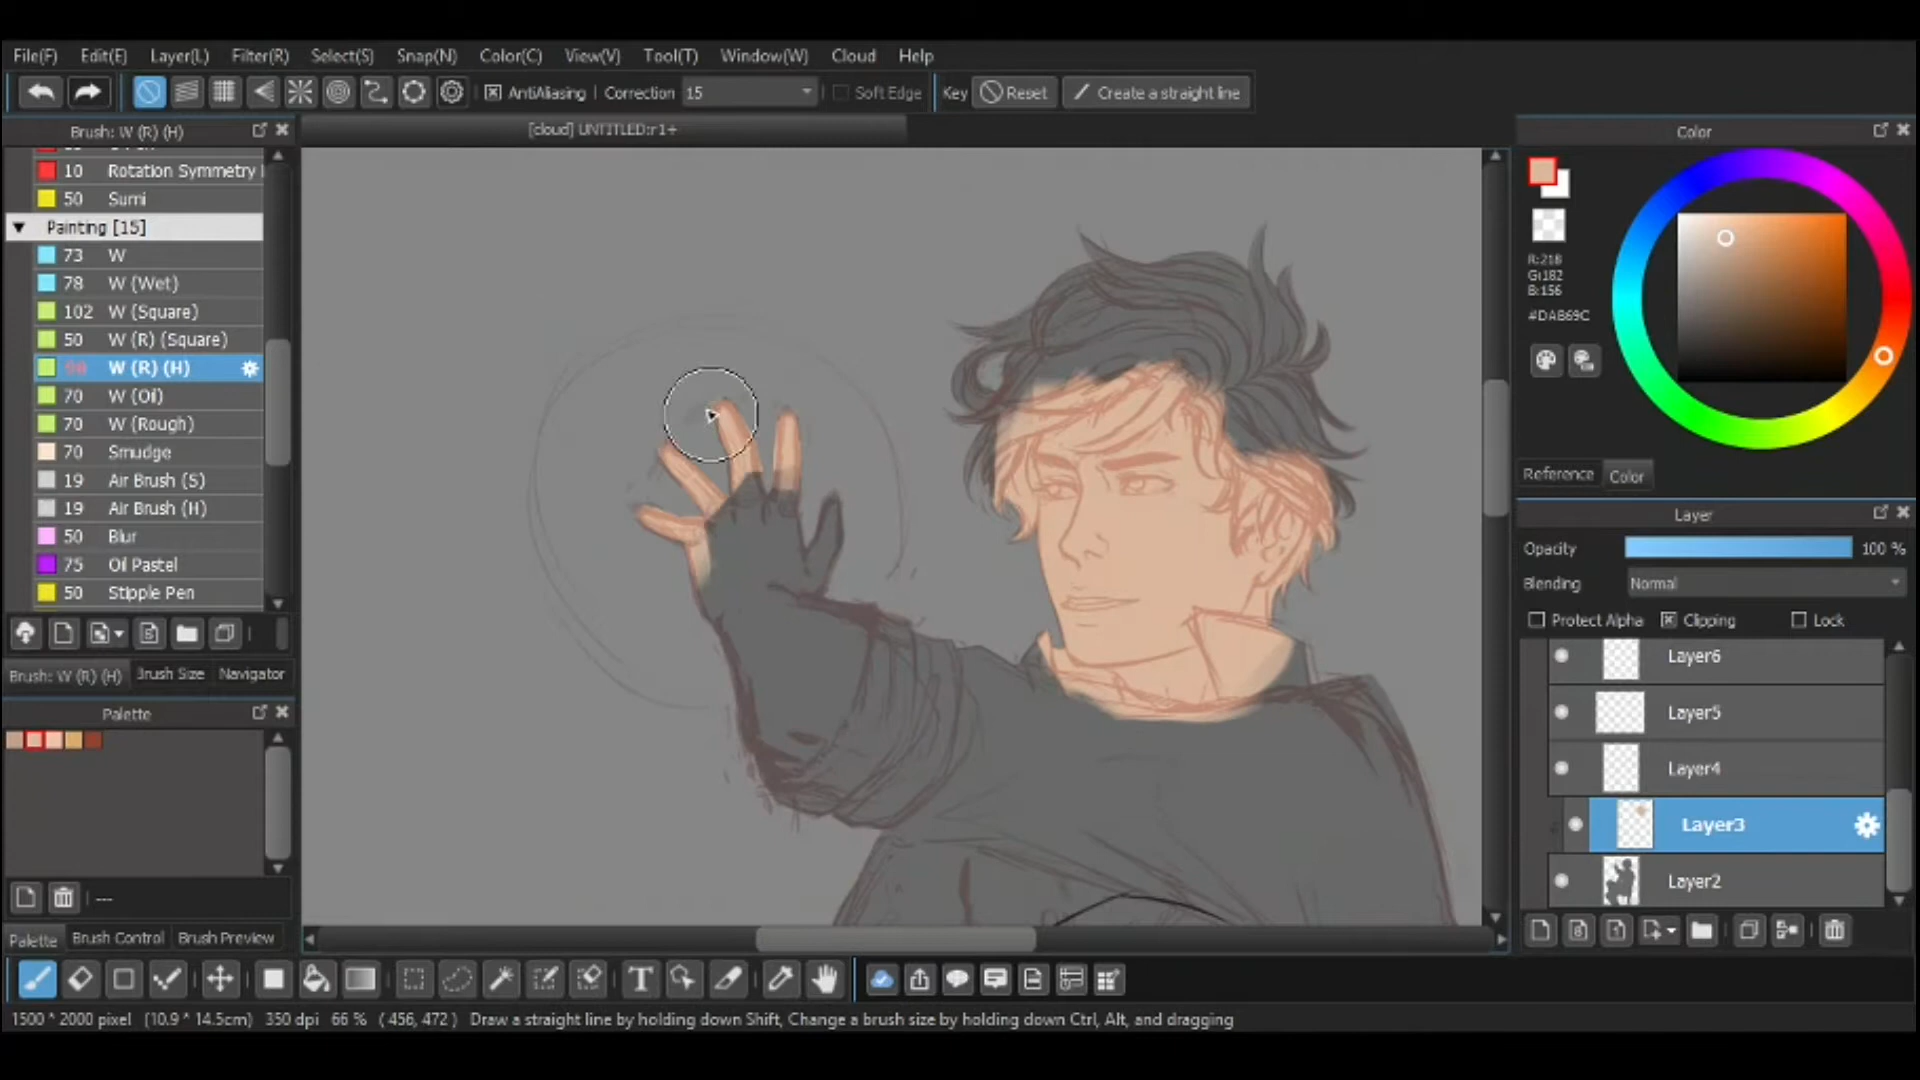 File(F) Edit(E) Layer(L) Filter(R) Select(S) Snap(N) Color(C) View(V) Tool(T) Window(W) Cloud Help
AntiAliasing Correction 15 Soft Edge Key Reset Create a straight line
Brush: W (R) (H)
[cloud] UNTITLED:r1+
10 Rotation Symmetry
50 Sumi
Painting [15]
73 W
78 W (Wet)
102 W (Square)
50 W (R) (Square)
W (R) (H)
70 W (Oil)
70 W (Rough)
70 Smudge
19 Air Brush (S)
19 Air Brush (H)
50 Blur
75 Oil Pastel
50 Stipple Pen
Brush: W (R) (H) Brush Size Navigator
Palette
---
Palette Brush Control Brush Preview
Color
R:218
G:182
B:156
#DAB69C
Reference Color
Layer
Opacity 100 %
Blending Normal
Protect Alpha Clipping Lock
Layer6
Layer5
Layer4
Layer3
Layer2
1500 * 2000 pixel (10.9 * 14.5cm) 350 dpi 66 % ( 456, 472 ) Draw a straight line by holding down Shift, Change a brush size by holding down Ctrl, Alt, and dragging